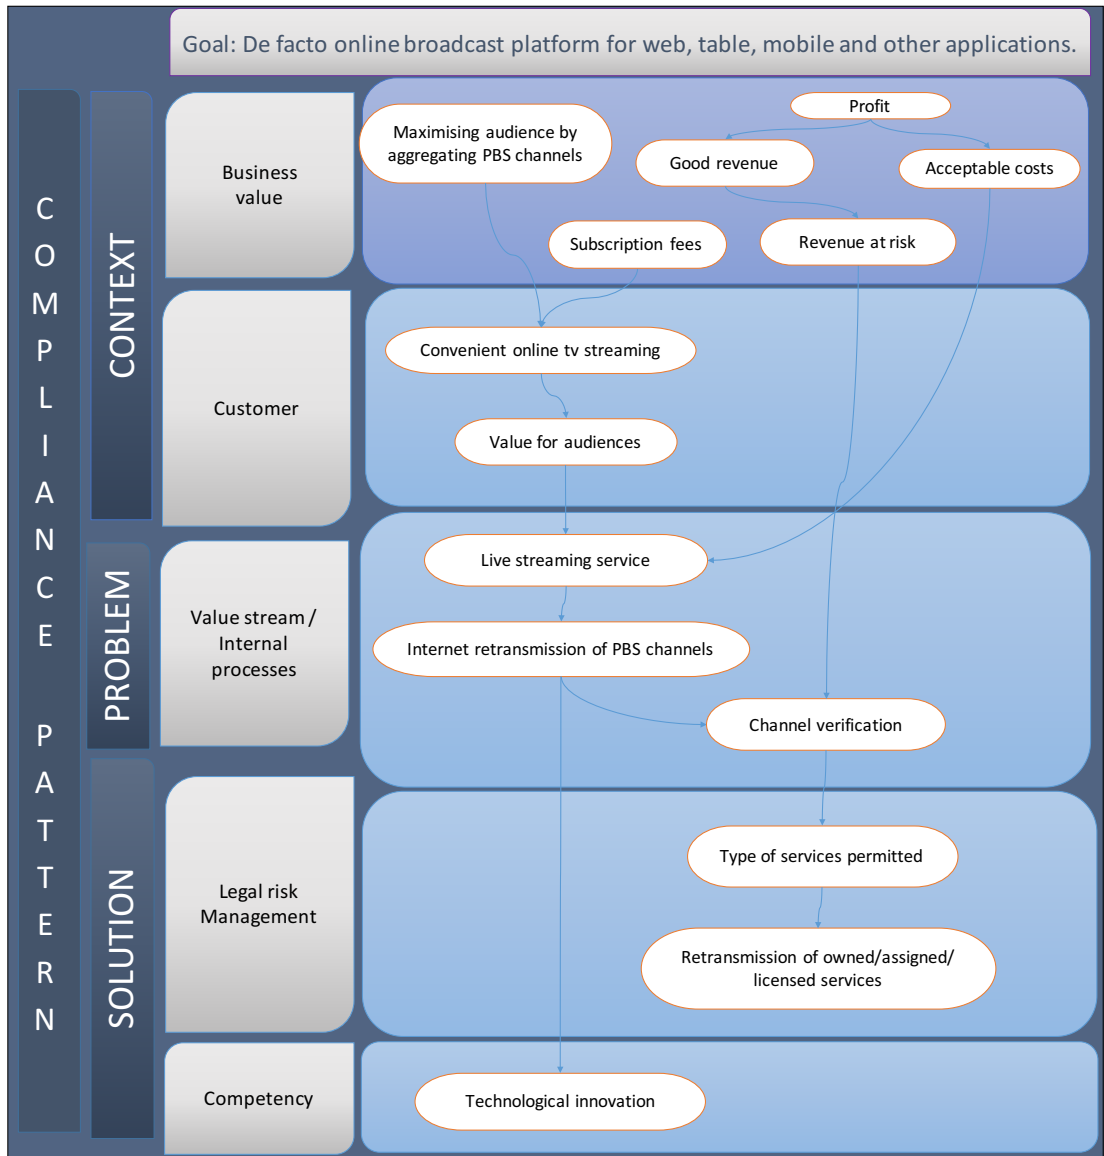 Goal: De facto online broadcast platform for web, table, mobile and other applications.
COMPLIANCE PATTERN
CONTEXT
Business
value
Maximising audience by
aggregating PBS channels
Profit
Good revenue
Acceptable costs
Subscription fees
Revenue at risk
Customer
Convenient online tv streaming
Value for audiences
PROBLEM
Value stream /
Internal
processes
Live streaming service
Internet retransmission of PBS channels
Channel verification
SOLUTION
Legal risk
Management
Type of services permitted
Retransmission of owned/assigned/
licensed services
Competency
Technological innovation